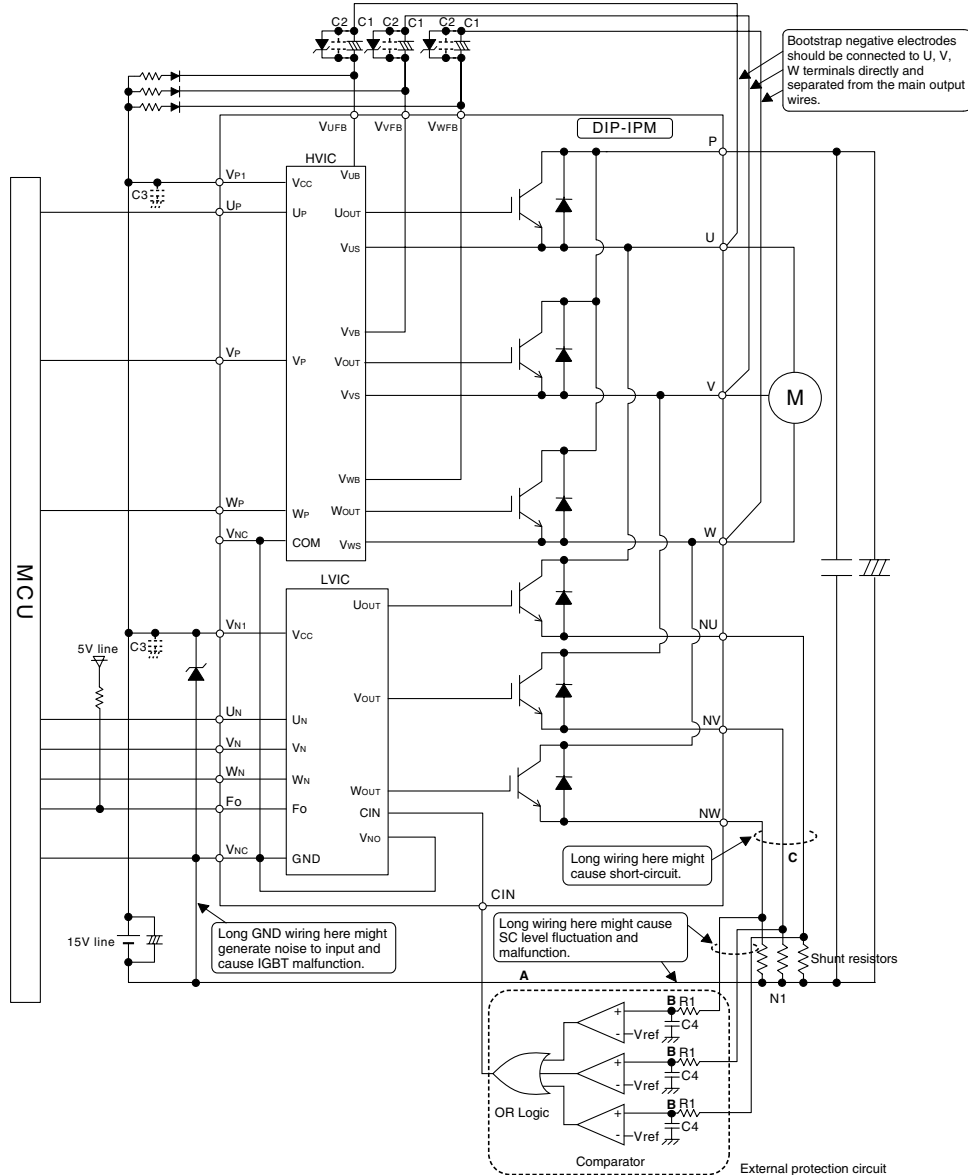 C2 C1 C2 C1 C2 C1
Bootstrap negative electrodes
should be connected to U, V,
W terminals directly and
separated from the main output
wires.
VUFB VVFB VWFB
DIP-IPM
P
HVIC
VP1
C3
VCC
VUB
UP
UP
UOUT
U
VUS
VVB
VP
VP
VOUT
V
VVS
M
VWB
WP
WP
WOUT
VNC
COM
VWS
W
MCU
LVIC
UOUT
VN1
VCC
C3
5V line
NU
VOUT
UN
UN
NV
VN
VN
WN
WN
WOUT
FO
FO
CIN
NW
VNO
VNC
GND
C
Long wiring here might
cause short-circuit.
CIN
15V line
Long GND wiring here might
generate noise to input and
cause IGBT malfunction.
Long wiring here might cause
SC level fluctuation and
malfunction.
Shunt resistors
A
N1
B R1
+
C4
- Vref
B R1
+
C4
- Vref
B R1
+
C4
- Vref
OR Logic
Comparator
External protection circuit